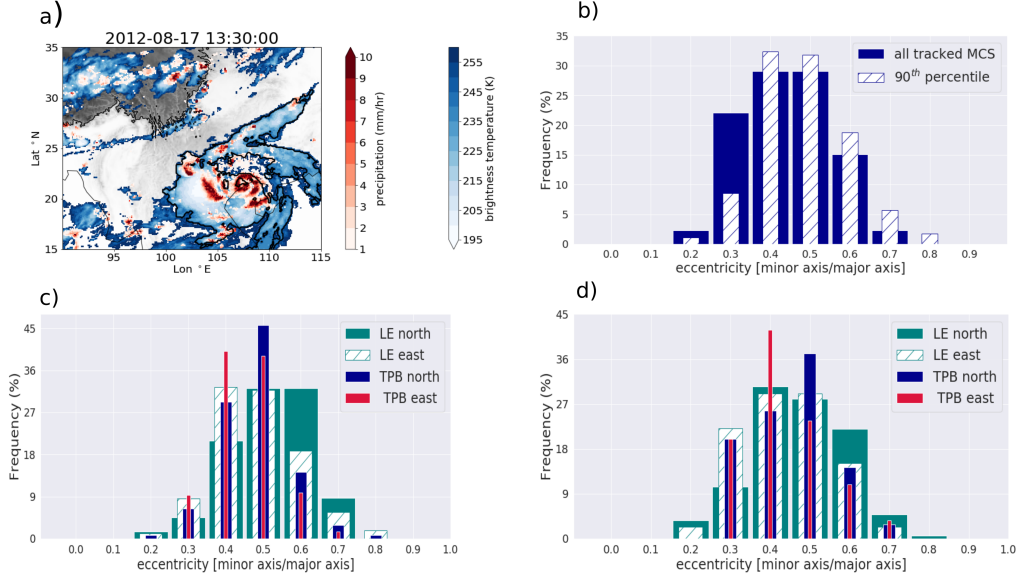 a)
2012-08-17 13:30:00
35
30
25
20
15
Lat °N
95 100 105 110 115
Lon °E
10
9
8
7
6
5
4
3
2
1
precipitation (mm/hr)
255
245
235
225
215
205
195
brightness temperature (K)
b)
35
30
25
20
15
10
5
0
Frequency (%)
all tracked MCS
90th percentile
0.0 0.1 0.2 0.3 0.4 0.5 0.6 0.7 0.8 0.9
eccentricity [minor axis/major axis]
c)
45
36
27
18
9
0
Frequency (%)
LE north
LE east
TPB north
TPB east
0.0 0.1 0.2 0.3 0.4 0.5 0.6 0.7 0.8 0.9 1.0
eccentricity [minor axis/major axis]
d)
45
36
27
18
9
0
Frequency (%)
LE north
LE east
TPB north
TPB east
0.0 0.1 0.2 0.3 0.4 0.5 0.6 0.7 0.8 0.9 1.0
eccentricity [minor axis/major axis]